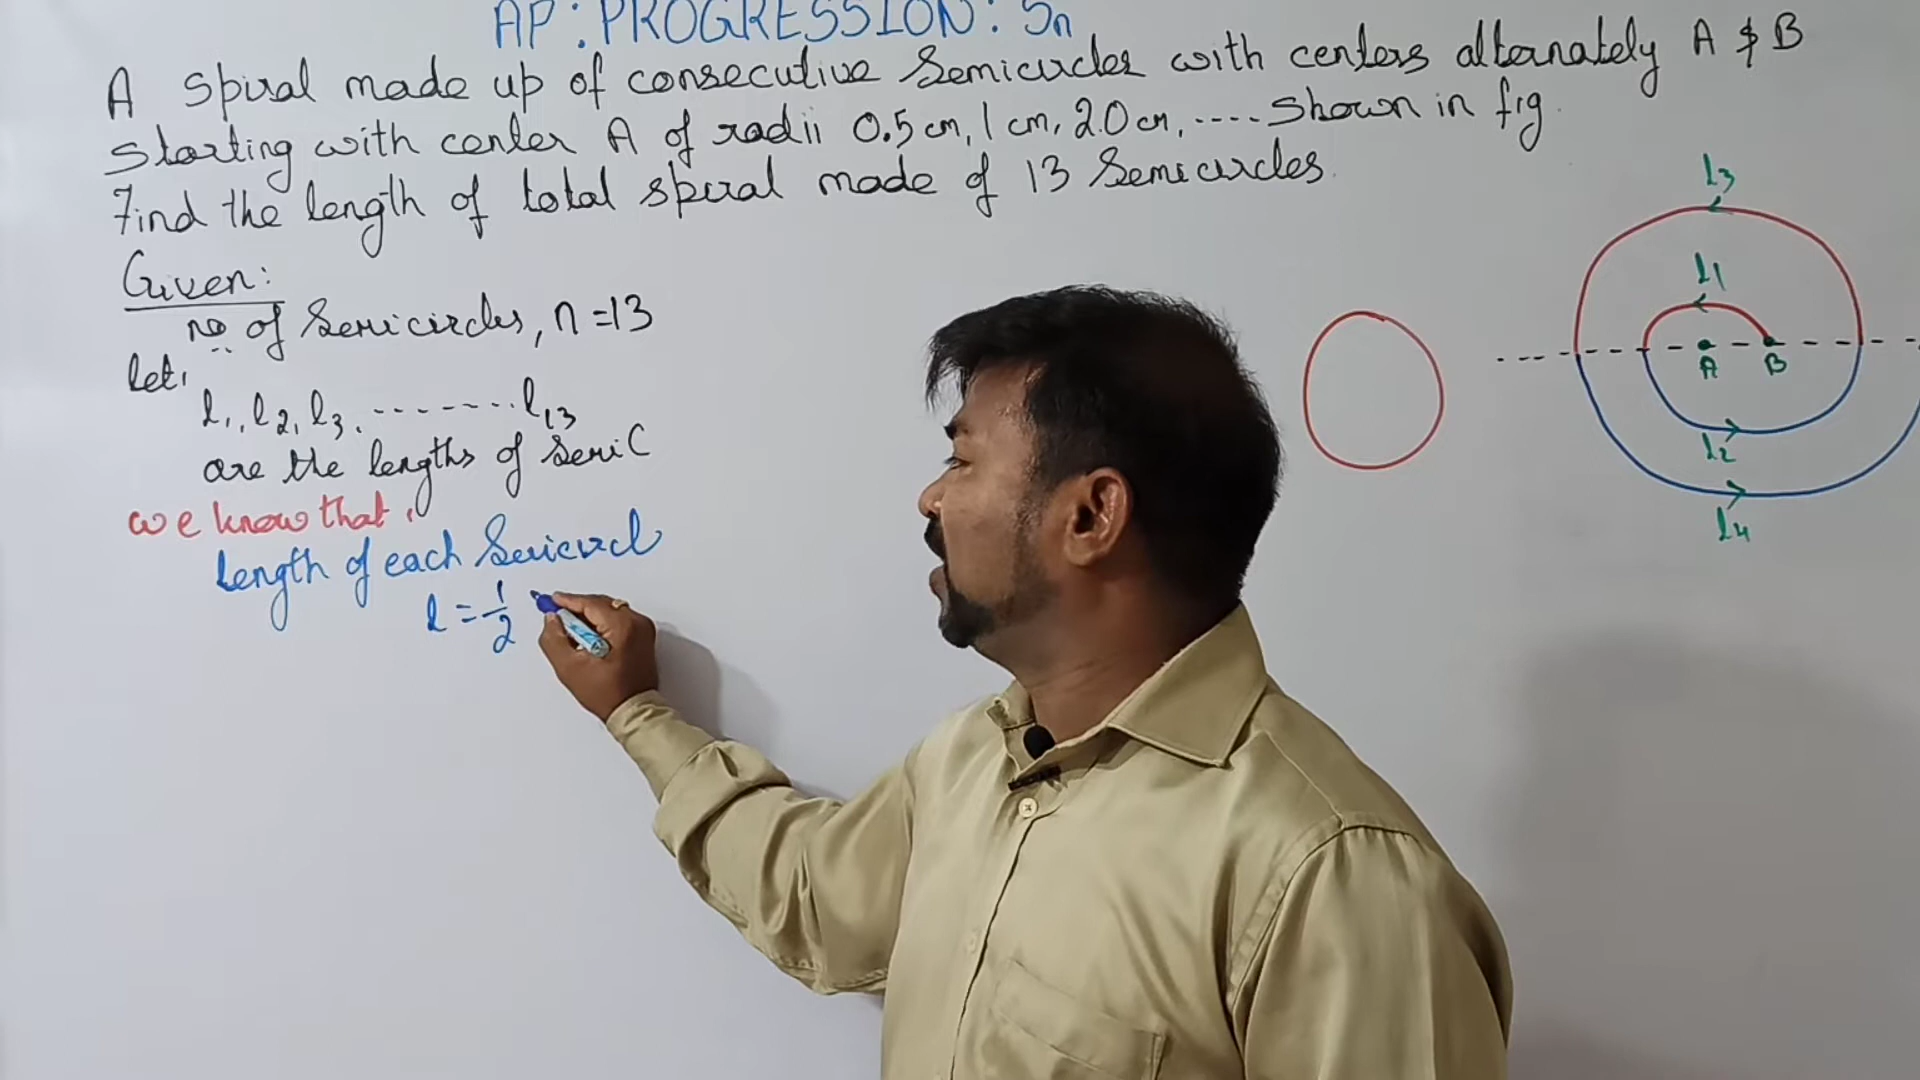 AP: PROGRESSION: Sn
A spiral made up of consecutive Semicircles with centers alternately A & B
starting with center A of radii 0.5 cm, 1 cm, 2.0 cm, .... Shown in fig.
Find the length of total spiral made of 13 Semicircles.
Given:
no of Semicircles, n = 13
let,
l1, l2, l3, ........ l13
are the lengths of Semi C
we know that,
length of each Semicircl
l = 1/2
l3
l1
A B
l2
l4